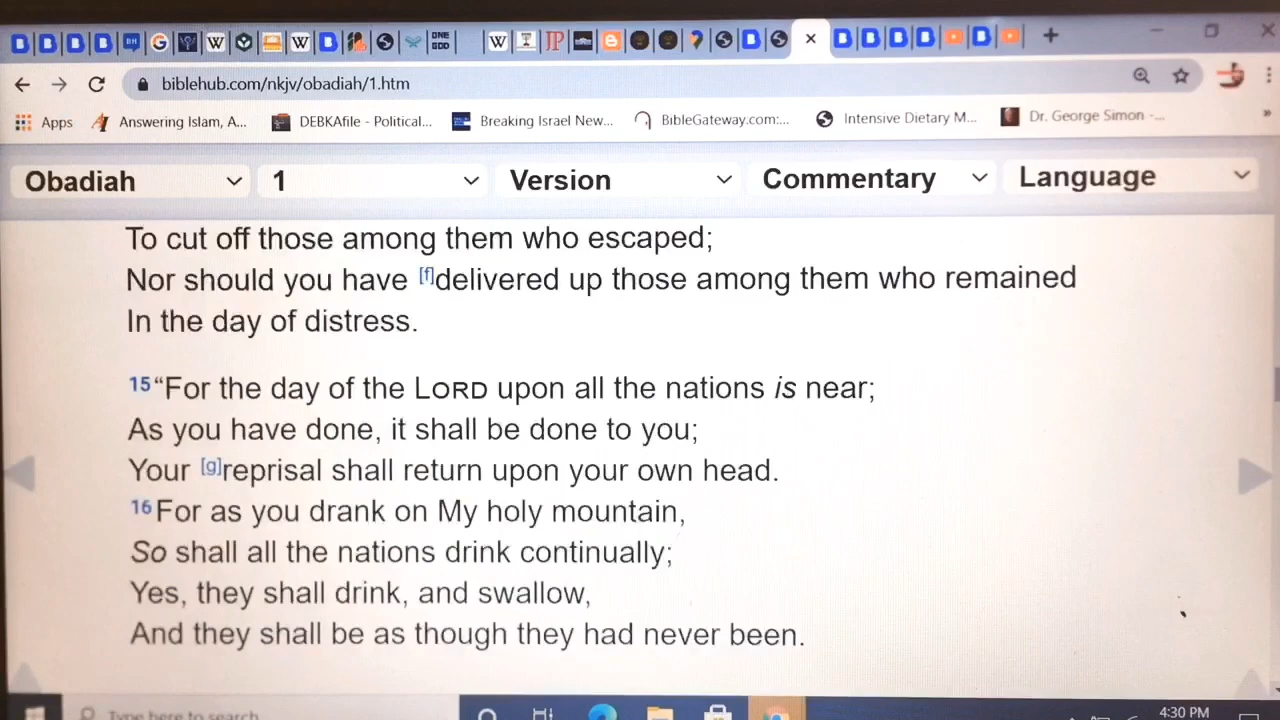 ONE GOD
biblehub.com/nkjv/obadiah/1.htm
Apps Answering Islam, A... DEBKAfile - Political... Breaking Israel New... BibleGateway.com:... Intensive Dietary M... Dr. George Simon -...
Obadiah 1 Version Commentary Language
To cut off those among them who escaped;
Nor should you have [f]delivered up those among them who remained
In the day of distress.
15“For the day of the LORD upon all the nations is near;
As you have done, it shall be done to you;
Your [g]reprisal shall return upon your own head.
16For as you drank on My holy mountain,
So shall all the nations drink continually;
Yes, they shall drink, and swallow,
And they shall be as though they had never been.
Type here to search
4:30 PM